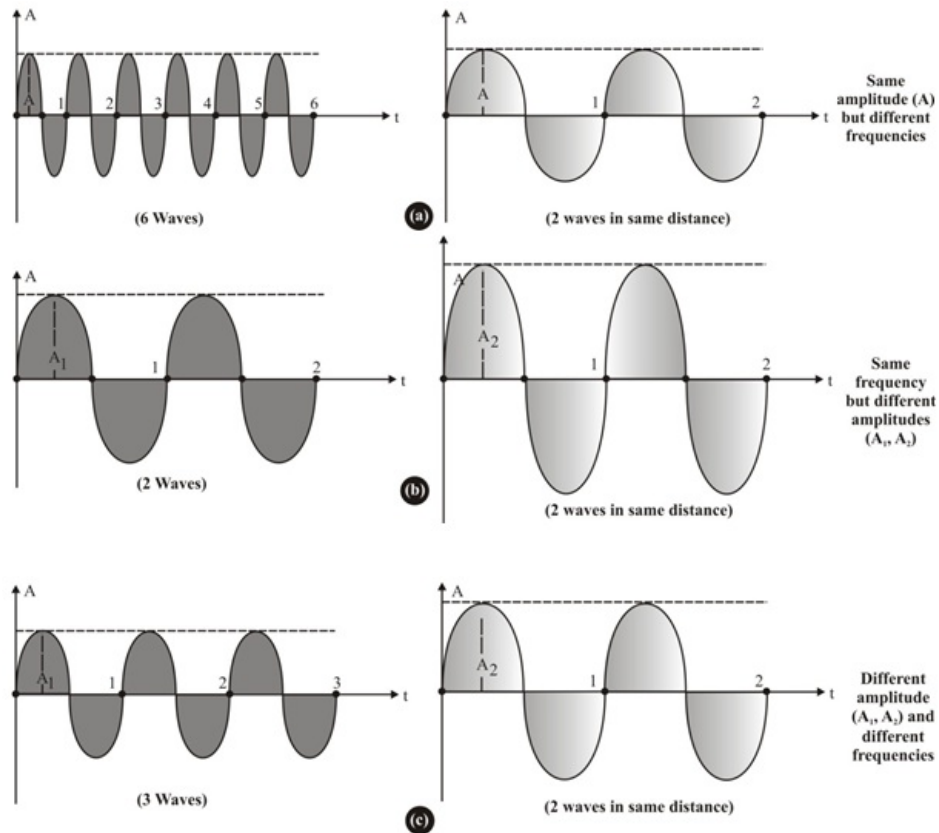 A
A
1
2
3
4
5
6
t
(6 Waves)
A
A
1
2
t
(2 waves in same distance)
Same
amplitude (A)
but different
frequencies
(a)
A
A1
1
2
t
(2 Waves)
A
A2
1
2
t
(2 waves in same distance)
Same
frequency
but different
amplitudes
(A1, A2)
(b)
A
A1
1
2
3
t
(3 Waves)
A
A2
1
2
t
(2 waves in same distance)
Different
amplitude
(A1, A2) and
different
frequencies
(c)